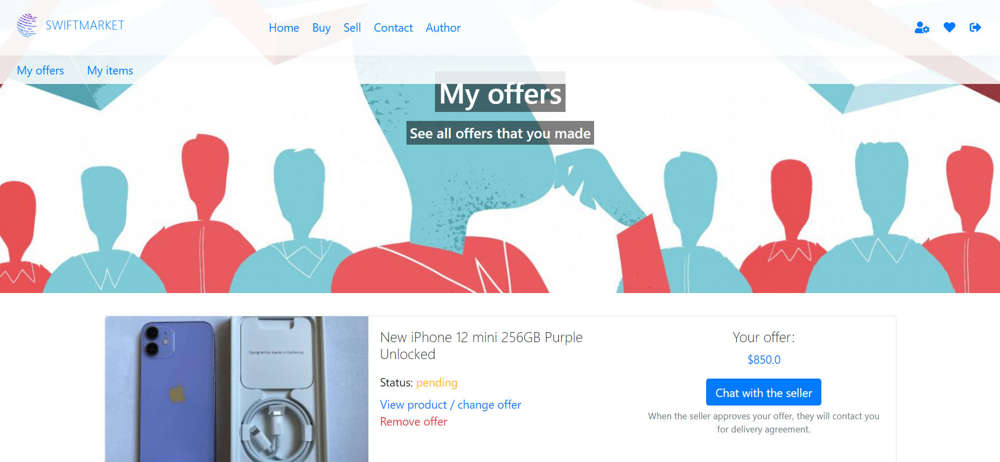 SWIFTMARKET
Home Buy Sell Contact Author
My offers My items
My offers
See all offers that you made
Designed by Apple in California
New iPhone 12 mini 256GB Purple
Unlocked
Status: pending
View product / change offer
Remove offer
Your offer:
$850.0
Chat with the seller
When the seller approves your offer, they will contact you
for delivery agreement.